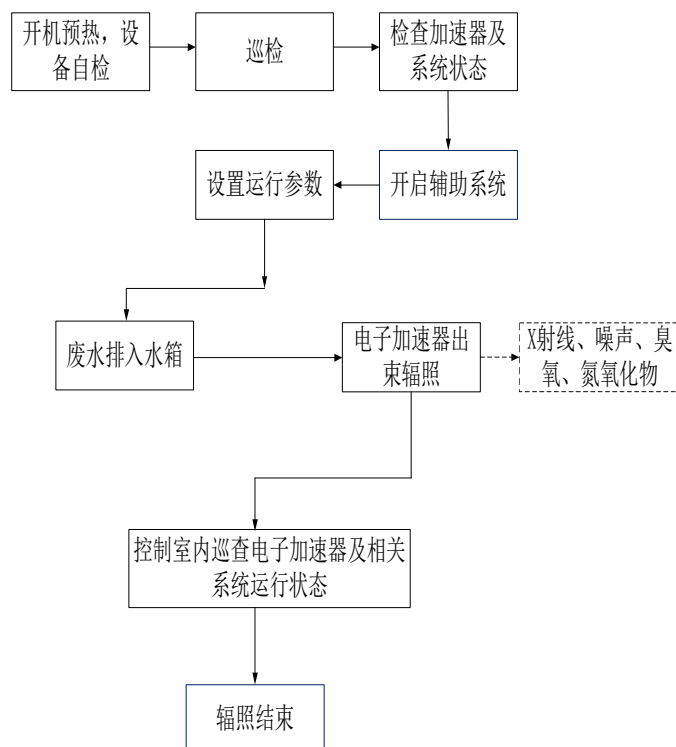 开机预热，设
备自检
巡检
检查加速器及
系统状态
设置运行参数
开启辅助系统
废水排入水箱
电子加速器出
束辐照
X射线、噪声、臭
氧、氮氧化物
控制室内巡查电子加速器及相关
系统运行状态
辐照结束